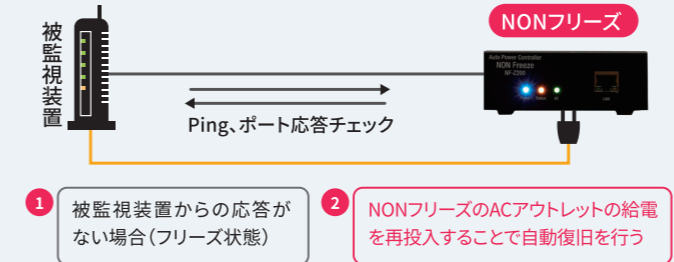 被監視装置
NONフリーズ
Auto Power Controller
NON Freeze
NF-Z200
Ping、ポート応答チェック
1
被監視装置からの応答が
ない場合（フリーズ状態）
2
NONフリーズのACアウトレットの給電
を再投入することで自動復旧を行う